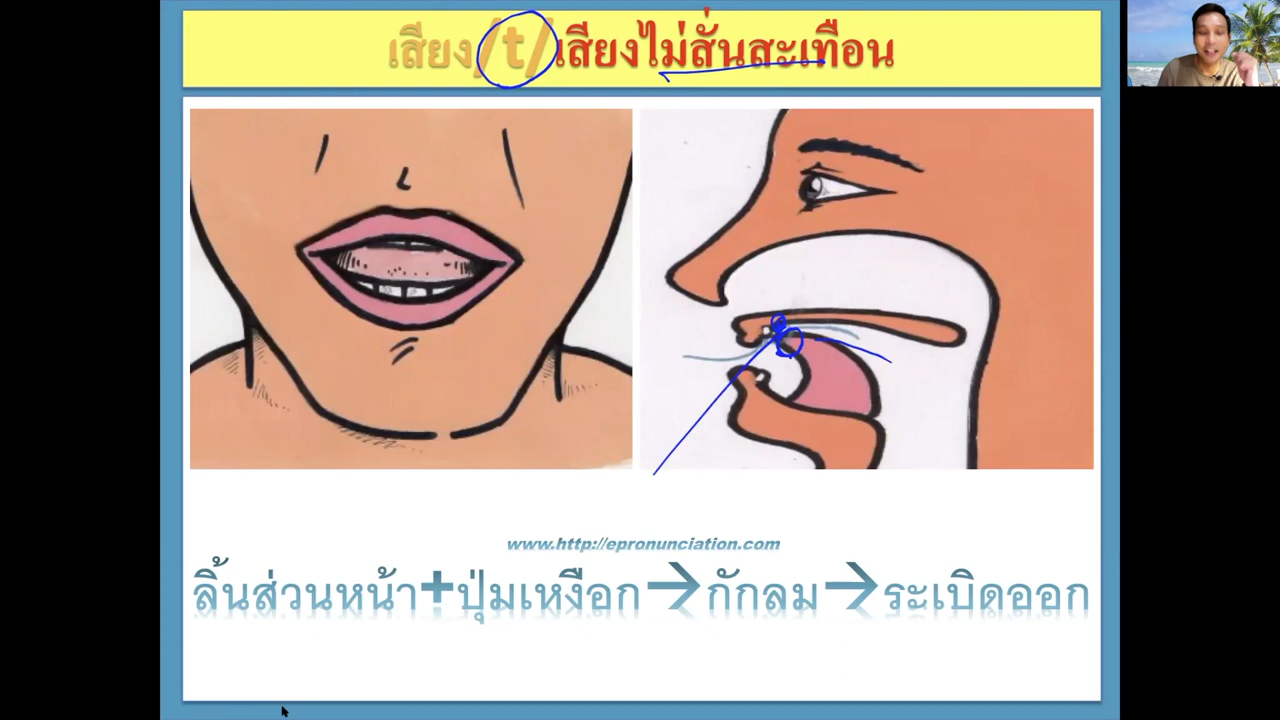 เสียง/t/เสียงไม่สั่นสะเทือน
www.http://epronunciation.com
ลิ้นส่วนหน้า+ปุ่มเหงือก→กักลม→ระเบิดออก